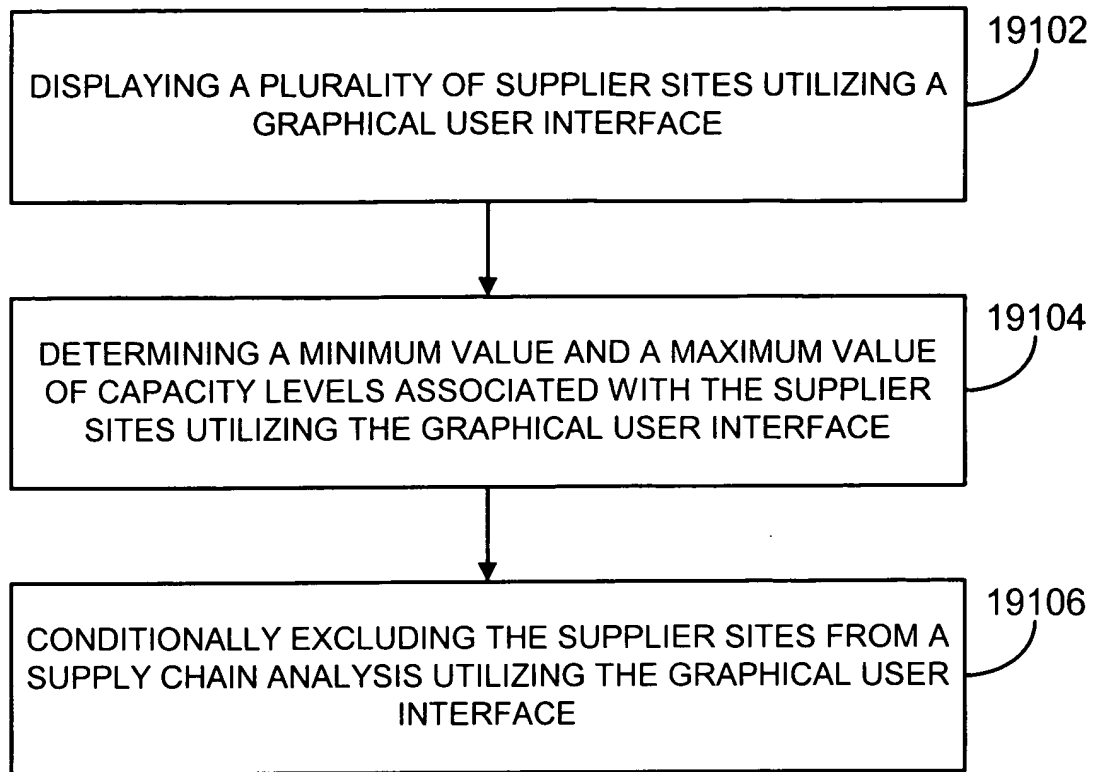 19102
DISPLAYING A PLURALITY OF SUPPLIER SITES UTILIZING A
GRAPHICAL USER INTERFACE
19104
DETERMINING A MINIMUM VALUE AND A MAXIMUM VALUE
OF CAPACITY LEVELS ASSOCIATED WITH THE SUPPLIER
SITES UTILIZING THE GRAPHICAL USER INTERFACE
19106
CONDITIONALLY EXCLUDING THE SUPPLIER SITES FROM A
SUPPLY CHAIN ANALYSIS UTILIZING THE GRAPHICAL USER
INTERFACE